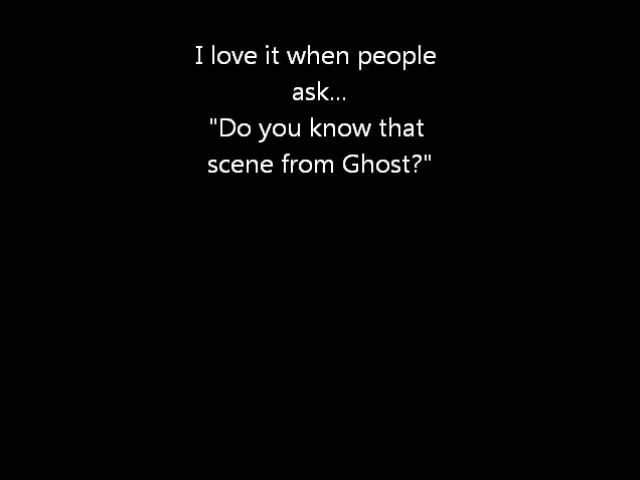 I love it when people
ask...
"Do you know that
scene from Ghost?"